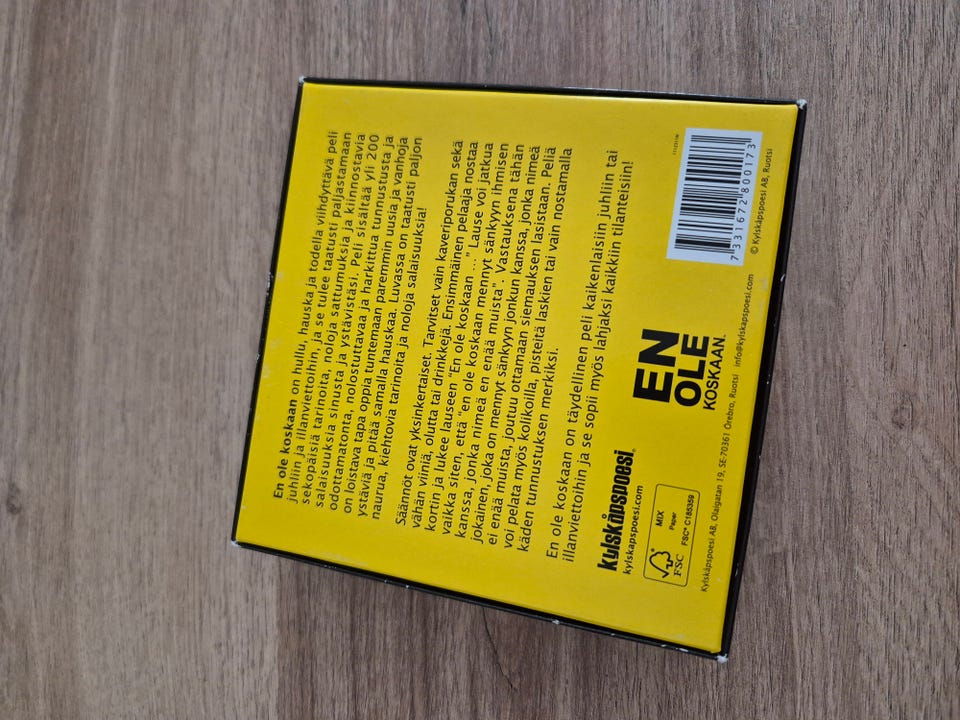 En ole koskaan on hullu, hauska ja todella viihdyttävä peli
juhliin ja illanviettoihin, ja se tulee taatusti paljastamaan
sekopäisiä tarinoita, noloja sattumuksia ja kiinnostavia
salaisuuksia sinusta ja ystävistäsi. Peli sisältää yli 200
odottamatonta, nolostuttavaa ja harkittua tunnustusta ja
on loistava tapa oppia tuntemaan paremmin uusia ja vanhoja
ystäviä ja pitää samalla hauskaa. Luvassa on taatusti paljon
naurua, kiehtovia tarinoita ja noloja salaisuuksia!
Säännöt ovat yksinkertaiset. Tarvitset vain kaveriporukan sekä
vähän viiniä, olutta tai drinkkejä. Ensimmäinen pelaaja nostaa
kortin ja lukee lauseen "En ole koskaan ..." Lause voi jatkua
vaikka siten, että "en ole koskaan mennyt sänkyyn ihmisen
kanssa, jonka nimeä en enää muista". Vastauksena tähän
jokainen, joka on mennyt sänkyyn jonkun kanssa, jonka nimeä
ei enää muista, joutuu ottamaan siemauksen lasistaan. Peliä
voi pelata myös kolikoilla, pisteitä laskien tai vain nostamalla
käden tunnustuksen merkiksi.
En ole koskaan on täydellinen peli kaikenlaisiin juhliin tai
illanviettoihin ja se sopii myös lahjaksi kaikkiin tilanteisiin!
kylskåpspoesi
kylskapspoesi.com
EN
OLE
KOSKAAN.
FSC
MIX
Paper
FSC® C185359
7331672800173
Kylskåpspoesi AB, Olaigatan 19, SE-70361 Örebro, Ruotsi info@kylskapspoesi.com © Kylskåpspoesi AB, Ruotsi